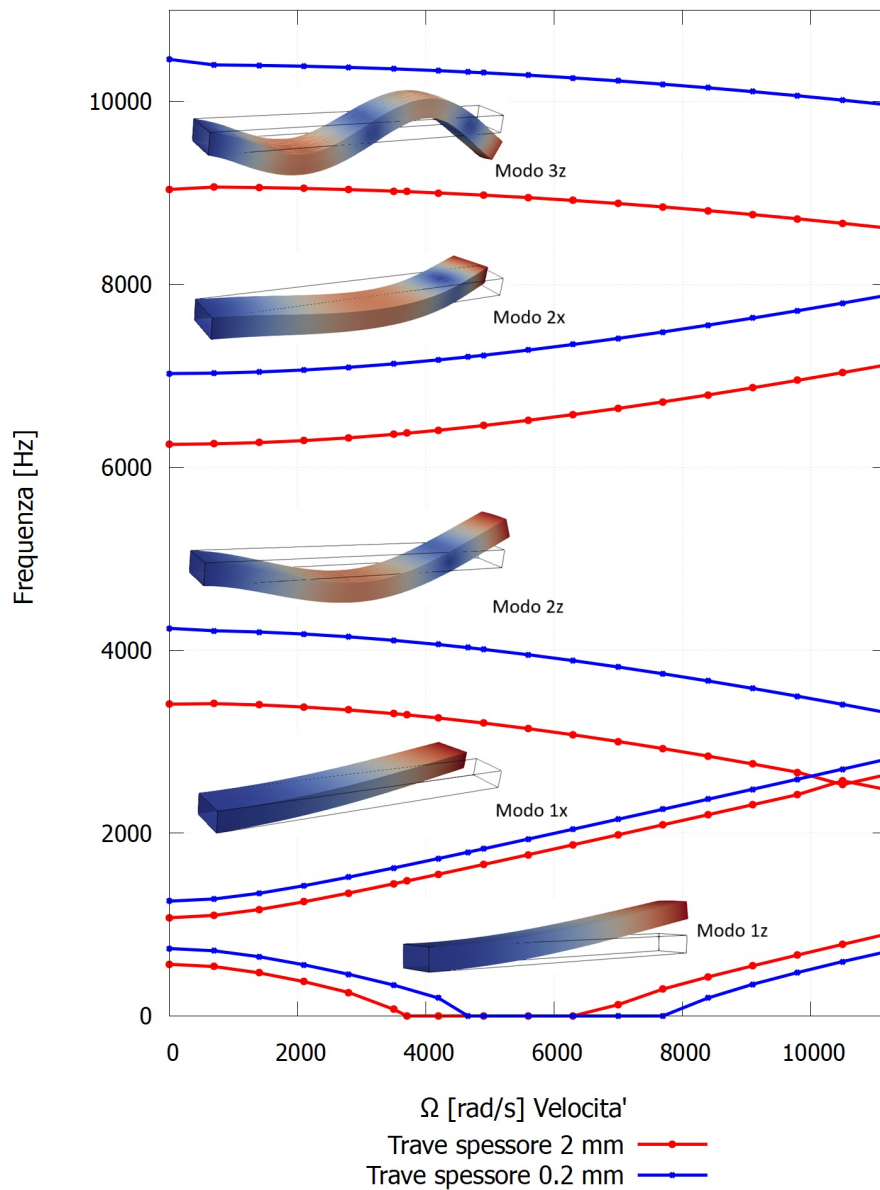 10000
Modo 3z
8000
Modo 2x
Frequenza [Hz]
6000
Modo 2z
4000
Modo 1x
2000
Modo 1z
0
0 2000 4000 6000 8000 10000
Ω [rad/s] Velocita'
Trave spessore 2 mm
Trave spessore 0.2 mm